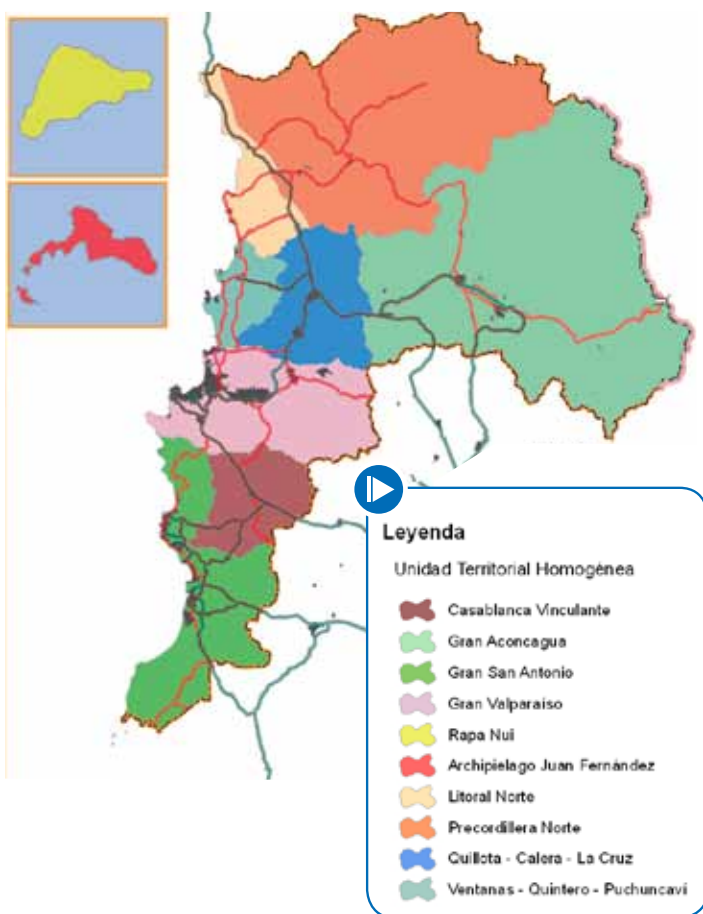 Leyenda
Unidad Territorial Homogénea
Casablanca Vinculante
Gran Aconcagua
Gran San Antonio
Gran Valparaíso
Rapa Nui
Archipielago Juan Fernández
Litoral Norte
Precordillera Norte
Quillota - Calera - La Cruz
Ventanas - Quintero - Puchuncaví